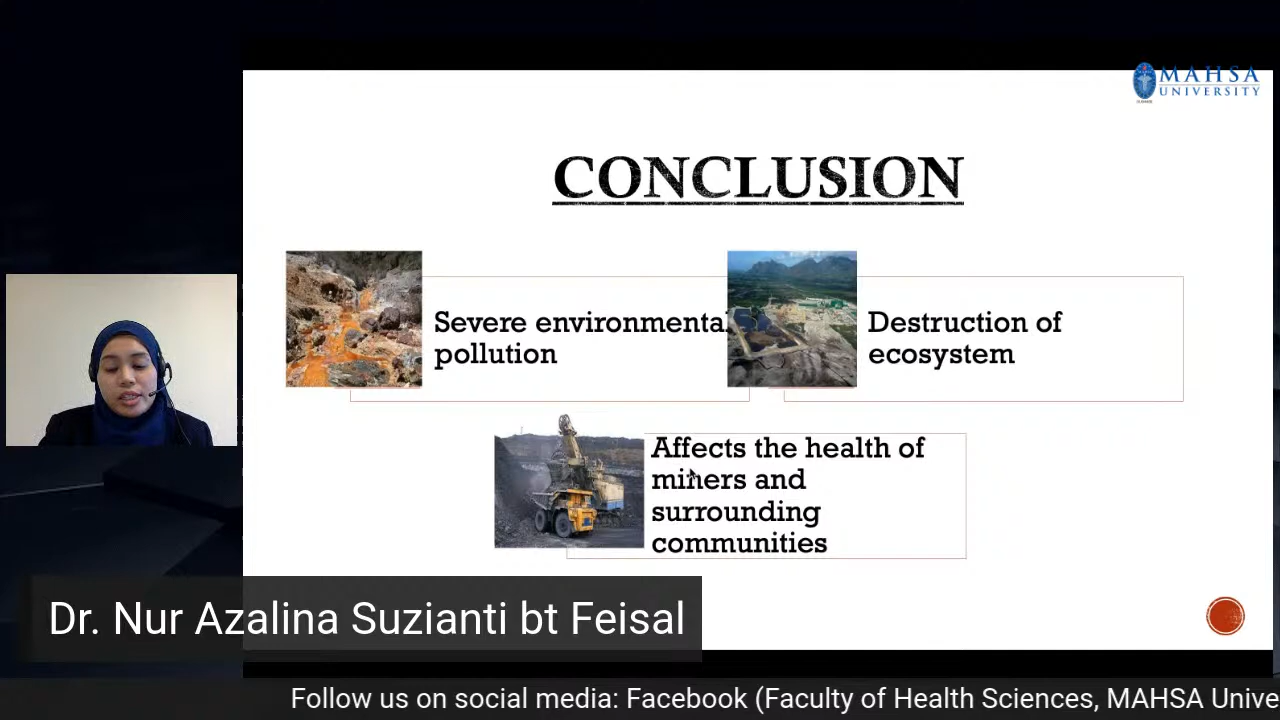 MAHSA
UNIVERSITY
CONCLUSION
Severe environmental
pollution
Destruction of
ecosystem
Affects the health of
miners and
surrounding
communities
Dr. Nur Azalina Suzianti bt Feisal
Follow us on social media: Facebook (Faculty of Health Sciences, MAHSA Unive